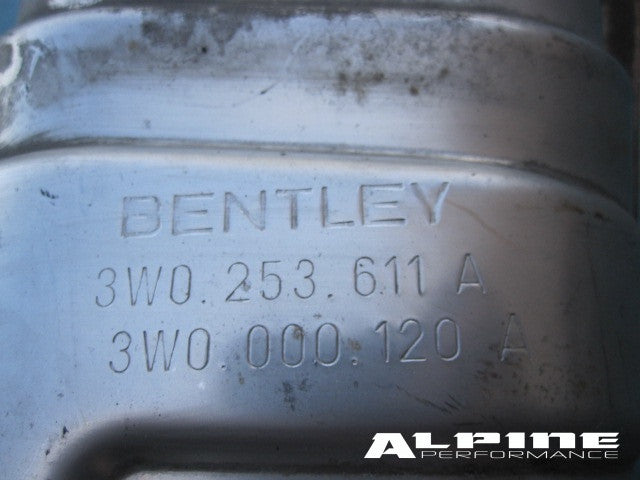 BENTLEY
3W0.253.611 A
3W0.000.120 A
ALPINE
PERFORMANCE